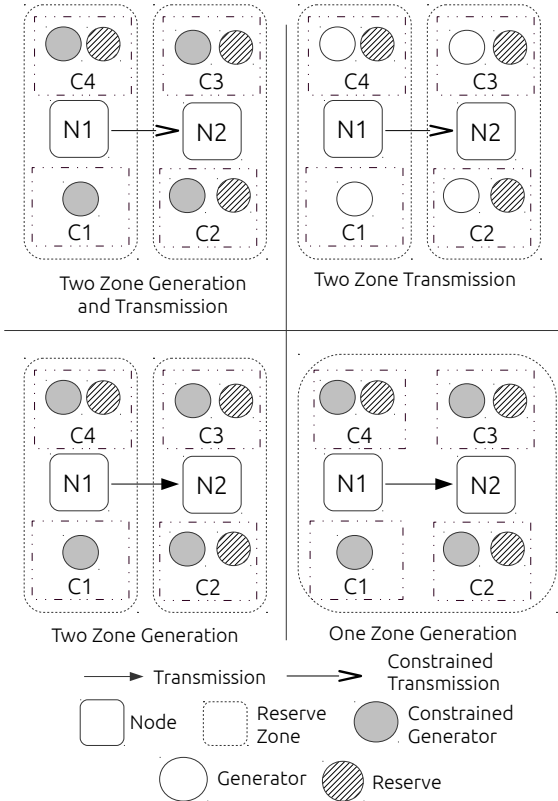 C4
C3
N1
N2
C1
C2
Two Zone Generation
and Transmission
C4
C3
N1
N2
C1
C2
Two Zone Transmission
C4
C3
N1
N2
C1
C2
Two Zone Generation
C4
C3
N1
N2
C1
C2
One Zone Generation
Transmission
Constrained
Transmission
Node
Reserve
Zone
Constrained
Generator
Generator
Reserve